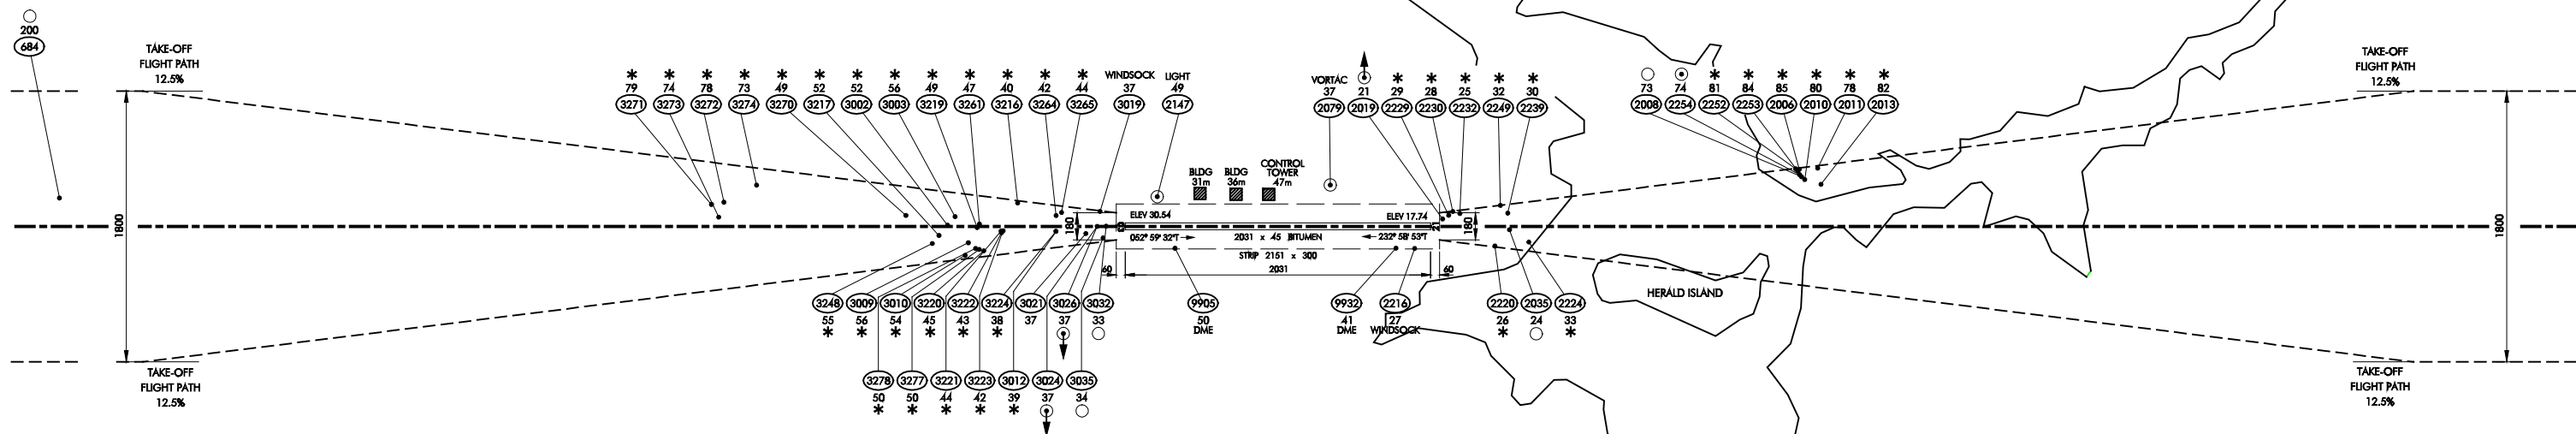 200
684
TAKE-OFF
FLIGHT PATH
12.5%
79 74 78 73 49 52 52 56 49 47 40 42 44
3271 3273 3272 3274 3270 3217 3002 3003 3219 3261 3216 3264 3265
WINDSOCK
37
3019
LIGHT
49
2147
VORTAC
37
2079
21 29 28 25 32 30
2019 2229 2230 2232 2249 2239
73 74 81 84 85 80 78 82
2008 2254 2252 2253 2006 2010 2011 2013
TAKE-OFF
FLIGHT PATH
12.5%
BLDG
31m
BLDG
36m
CONTROL
TOWER
47m
1800
180
ELEV 30.54
ELEV 17.74
03
21
180
1800
052° 59' 32"T
2031 x 45 BITUMEN
232° 58' 53"T
STRIP 2151 x 300
60
2031
60
HERALD ISLAND
3248 3009 3010 3220 3222 3224 3021 3026 3032
55 56 54 45 43 38 37 37 33
9905
50
DME
9932
41
DME
2216
27
WINDSOCK
2220 2035 2224
26 24 33
3278 3277 3221 3223 3012 3024 3035
50 50 44 42 39 37 34
TAKE-OFF
FLIGHT PATH
12.5%
TAKE-OFF
FLIGHT PATH
12.5%